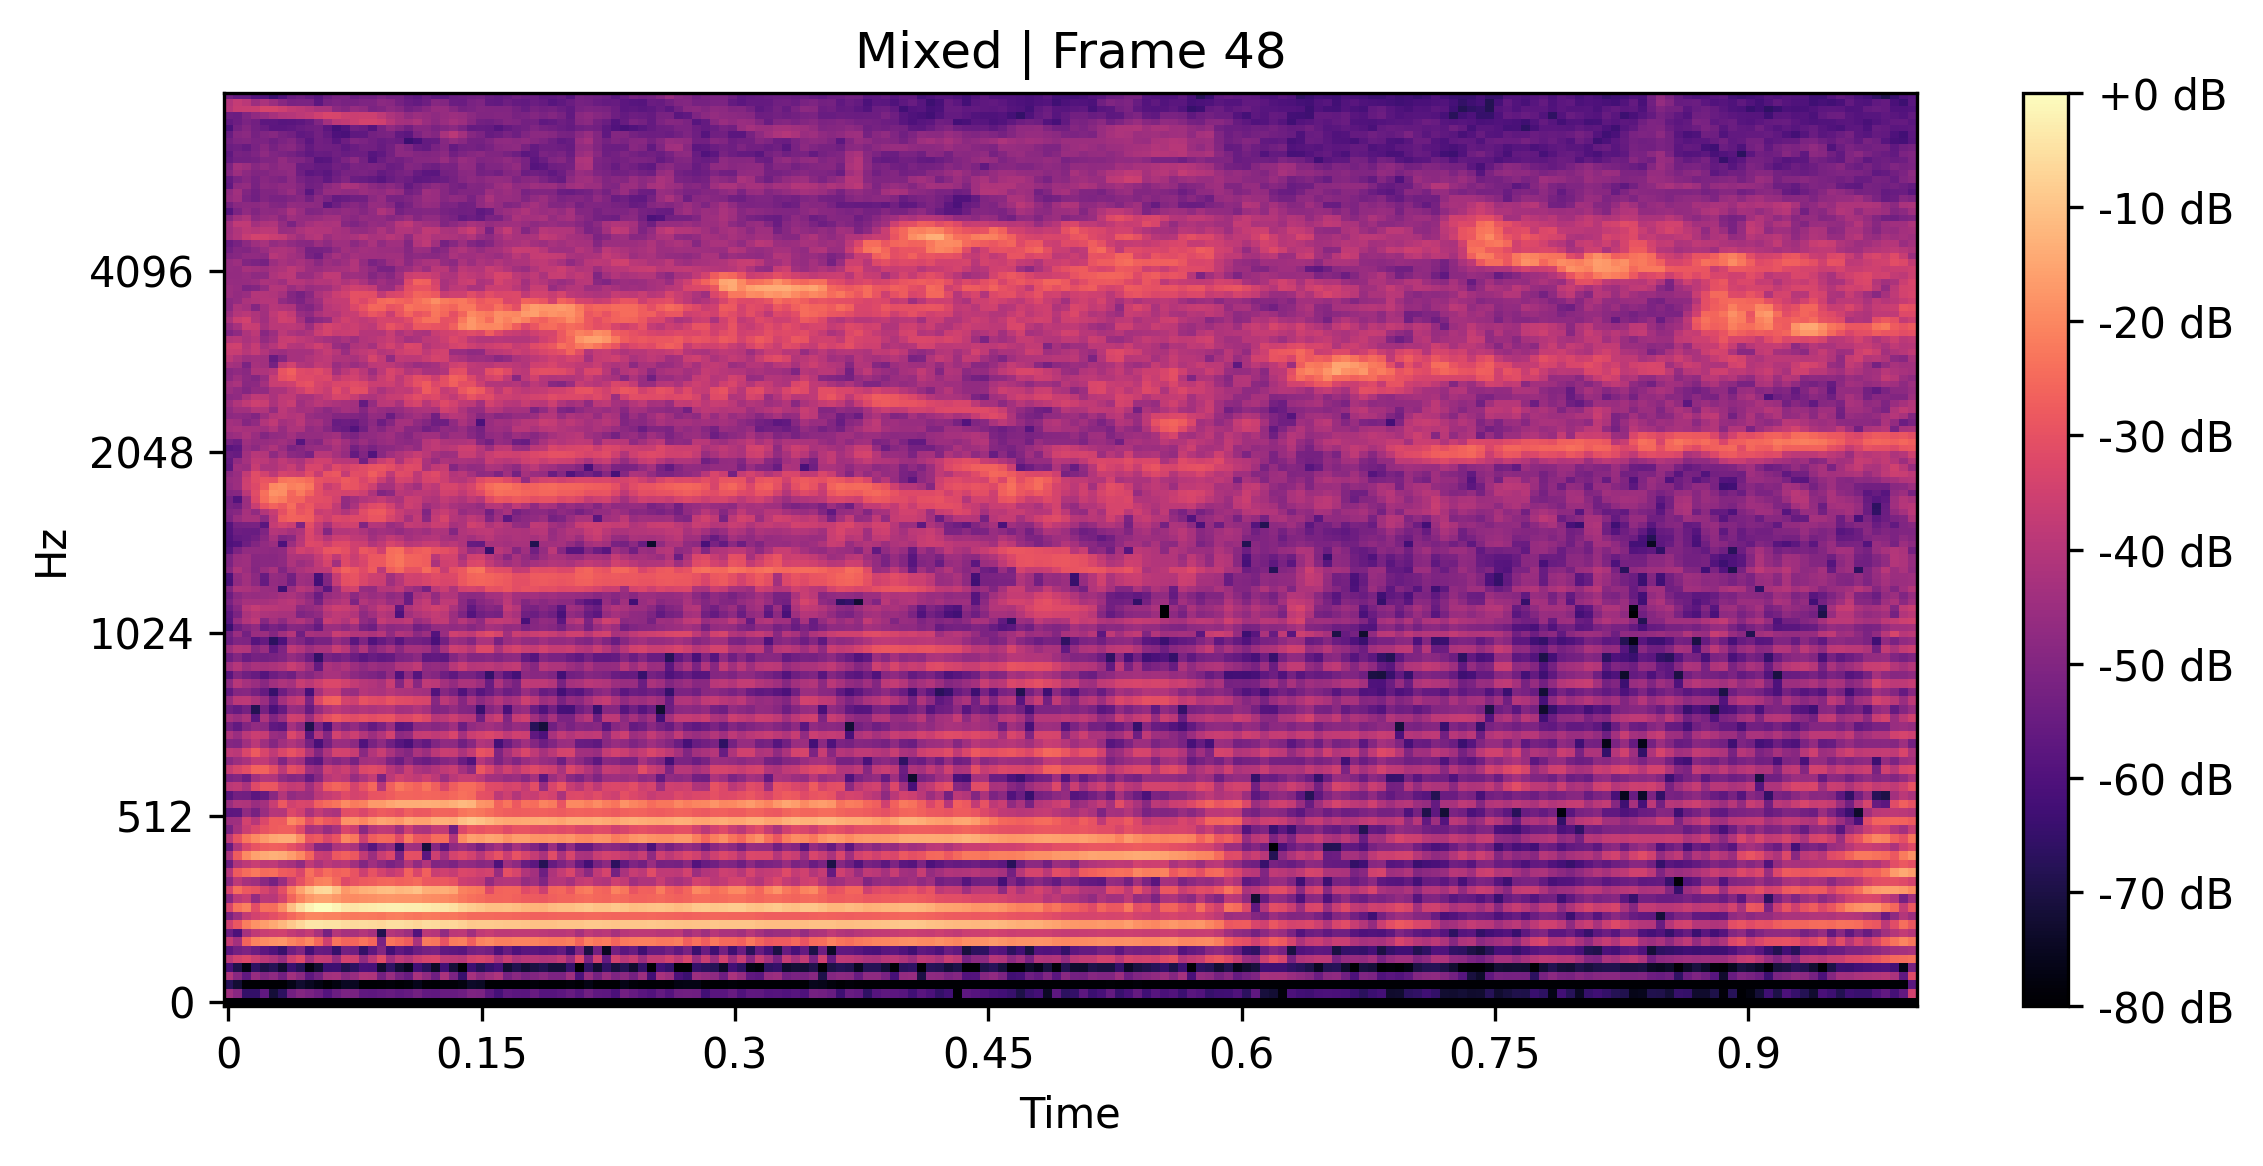 Mixed | Frame 48
+0 dB
-10 dB
-20 dB
-30 dB
-40 dB
-50 dB
-60 dB
-70 dB
-80 dB
4096
2048
1024
512
0
Hz
0
0.15
0.3
0.45
0.6
0.75
0.9
Time